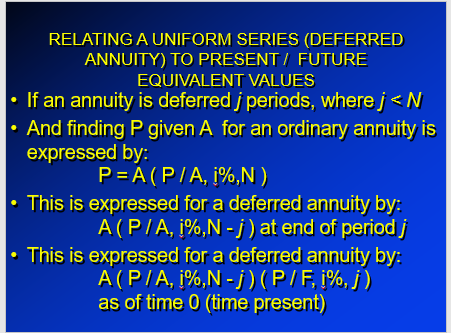 RELATING A UNIFORM SERIES (DEFERRED
ANNUITY) TO PRESENT / FUTURE
EQUIVALENT VALUES
• If an annuity is deferred j periods, where j < N
• And finding P given A for an ordinary annuity is
expressed by:
P = A ( P / A, i%,N )
• This is expressed for a deferred annuity by:
A ( P / A, i%,N - j ) at end of period j
• This is expressed for a deferred annuity by:
A ( P / A, i%,N - j ) ( P / F, i%, j )
as of time 0 (time present)